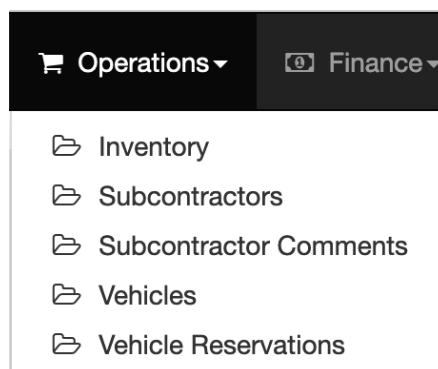 Operations Finance
Inventory
Subcontractors
Subcontractor Comments
Vehicles
Vehicle Reservations